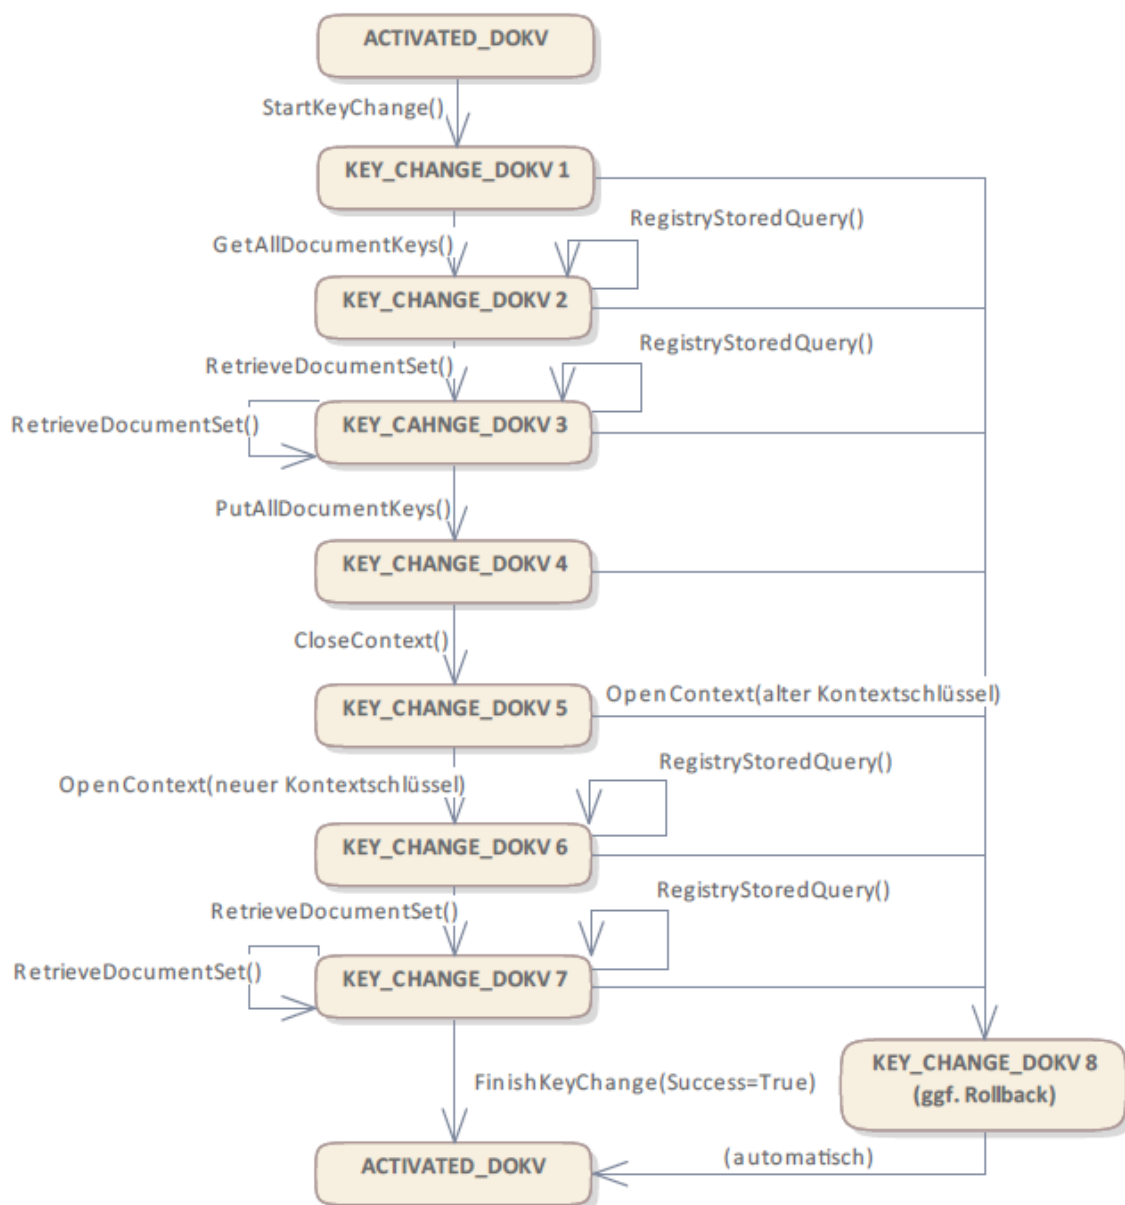 ACTIVATED_DOKV
StartKeyChange()
KEY_CHANGE_DOKV 1
RegistryStoredQuery()
GetAllDocumentKeys()
KEY_CHANGE_DOKV 2
RegistryStoredQuery()
RetrieveDocumentSet()
RetrieveDocumentSet()
KEY_CAHNGE_DOKV 3
PutAllDocumentKeys()
KEY_CHANGE_DOKV 4
CloseContext()
KEY_CHANGE_DOKV 5
OpenContext(alter Kontextschlüssel)
RegistryStoredQuery()
OpenContext(neuer Kontextschlüssel)
KEY_CHANGE_DOKV 6
RegistryStoredQuery()
RetrieveDocumentSet()
RetrieveDocumentSet()
KEY_CHANGE_DOKV 7
KEY_CHANGE_DOKV 8
(ggf. Rollback)
FinishKeyChange(Success=True)
(automatisch)
ACTIVATED_DOKV